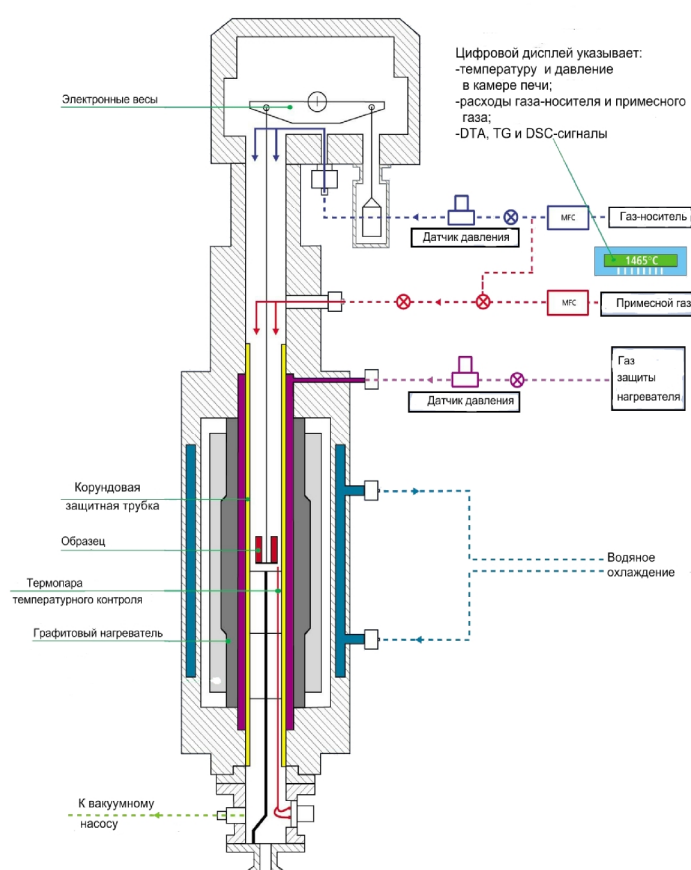 Цифровой дисплей указывает:
-температуру и давление
в камере печи;
-расходы газа-носителя и примесного
газа;
-DTA, TG и DSC-сигналы
Электронные весы
Датчик давления
MFC
Газ-носитель
1465°C
MFC
Примесной газ
Газ
защиты
нагревателя
Датчик давления
Корундовая
защитная трубка
Образец
Термопара
температурного контроля
Графитовый нагреватель
Водяное
охлаждение
К вакуумному
насосу